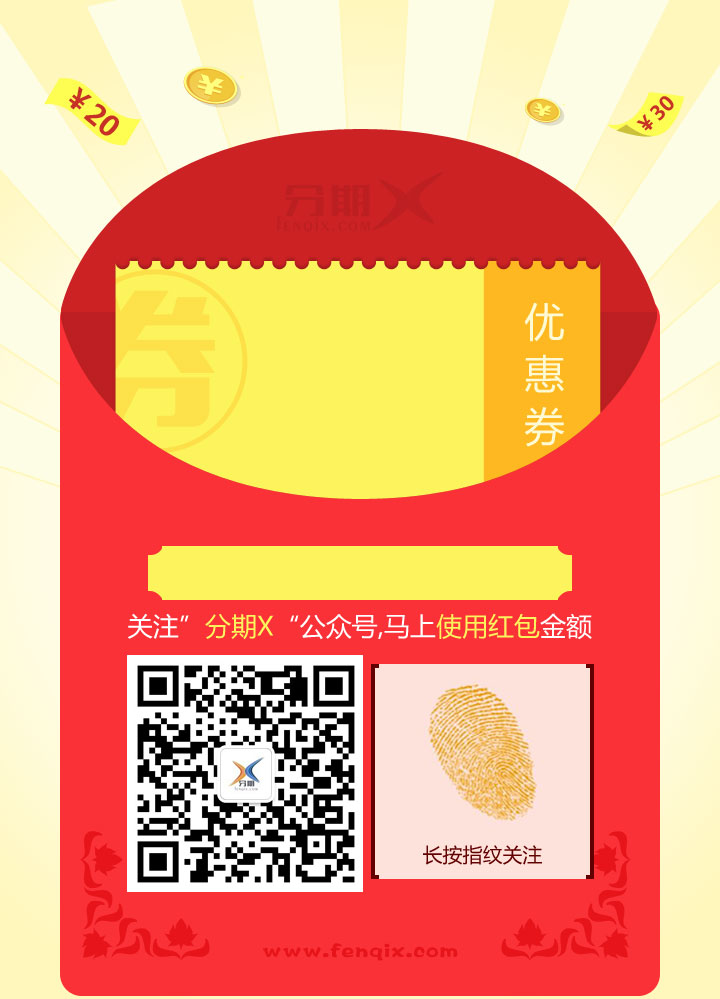 ¥20
¥
¥
¥30
分期X
fenqix.com
券
优惠券
关注”分期X“公众号,马上使用红包金额
分期
fenqix.com
长按指纹关注
www.fenqix.com